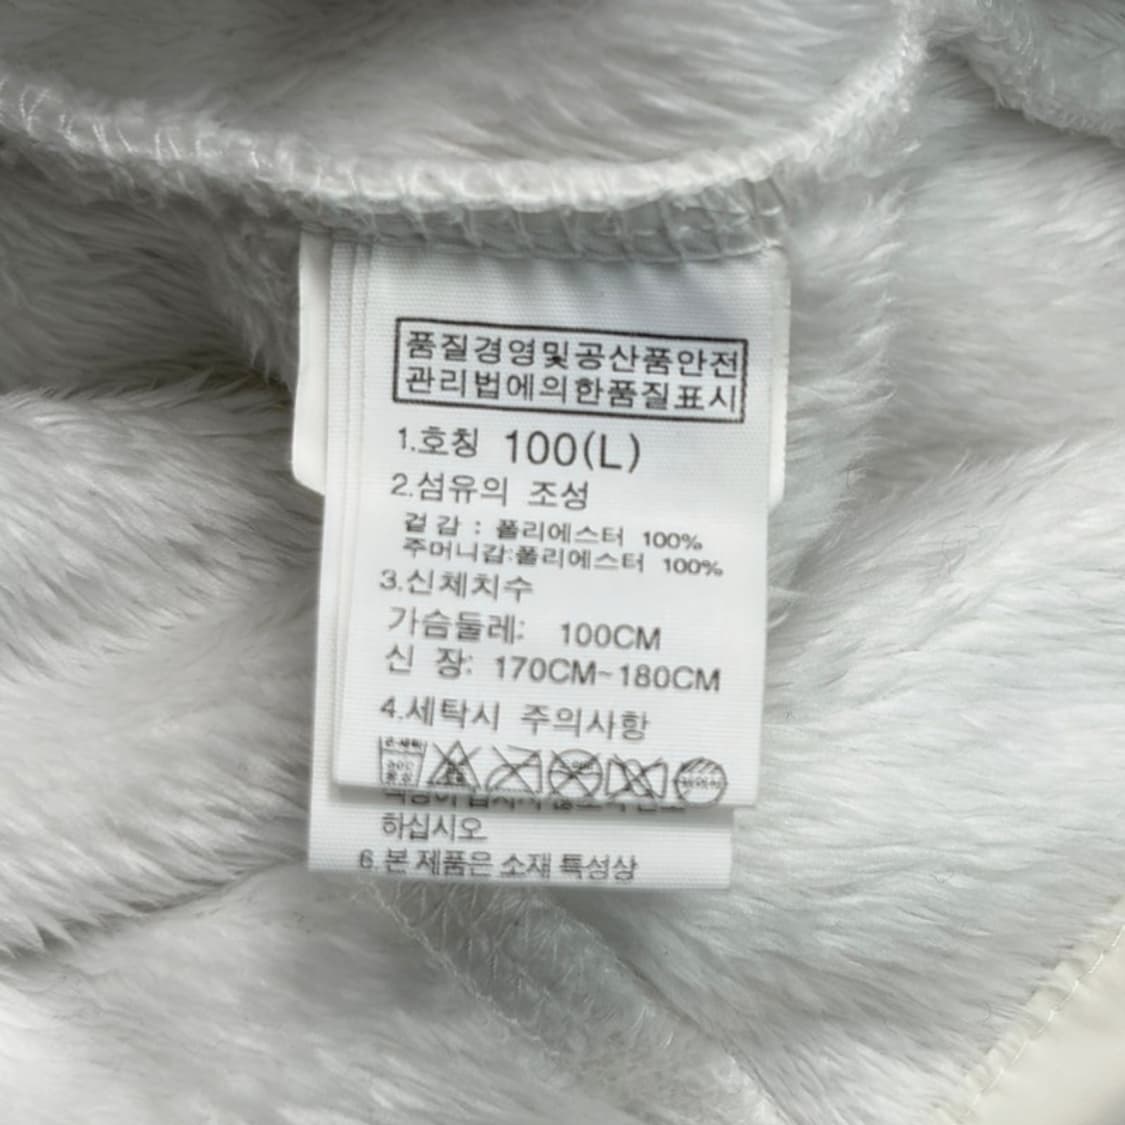 품질경영및공산품안전
관리법에의한품질표시
1.호칭 100(L)
2.섬유의 조성
겉감 : 폴리에스터 100%
주머니감:폴리에스터 100%
3.신체치수
가슴둘레: 100CM
신 장: 170CM~180CM
4.세탁시 주의사항
하십시오
6.본 제품은 소재 특성상